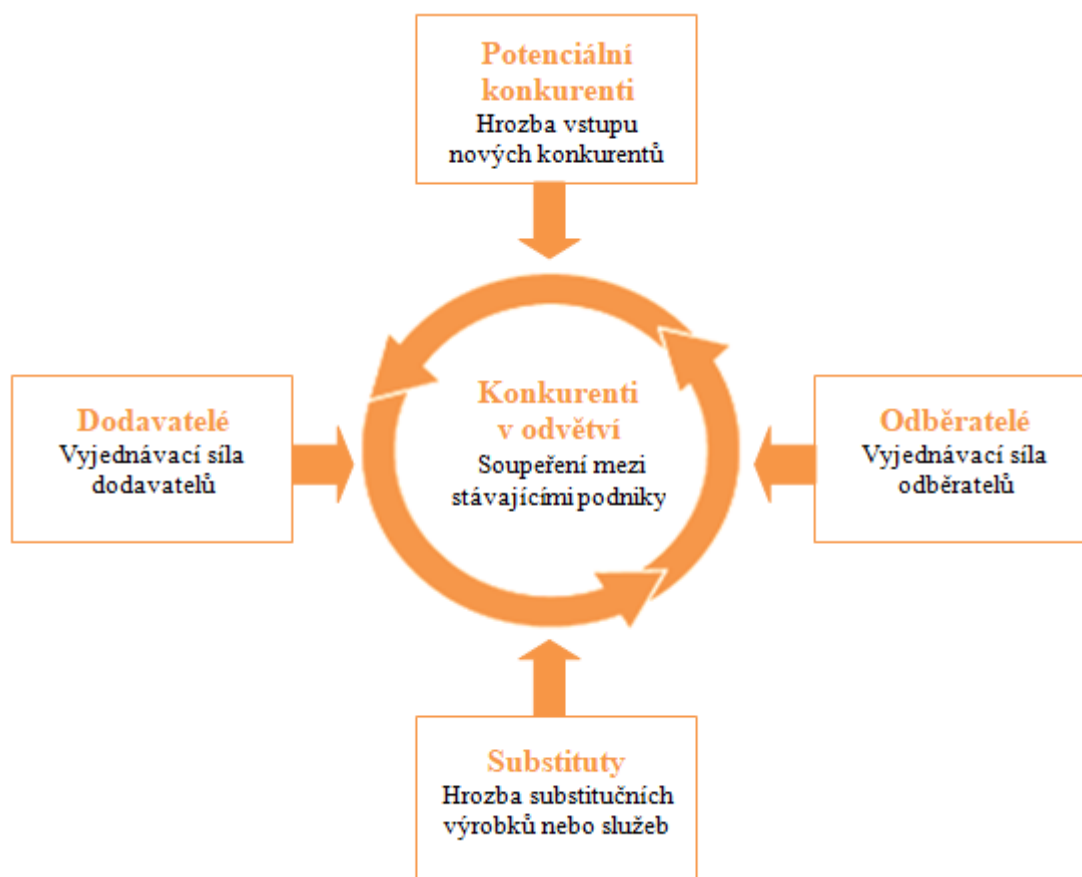 Potenciální
konkurenti
Hrozba vstupu
nových konkurentů
Dodavatelé
Vyjednávací síla
dodavatelů
Konkurenti
v odvětví
Soupeření mezi
stávajícími podniky
Odběratelé
Vyjednávací síla
odběratelů
Substituty
Hrozba substitučních
výrobků nebo služeb